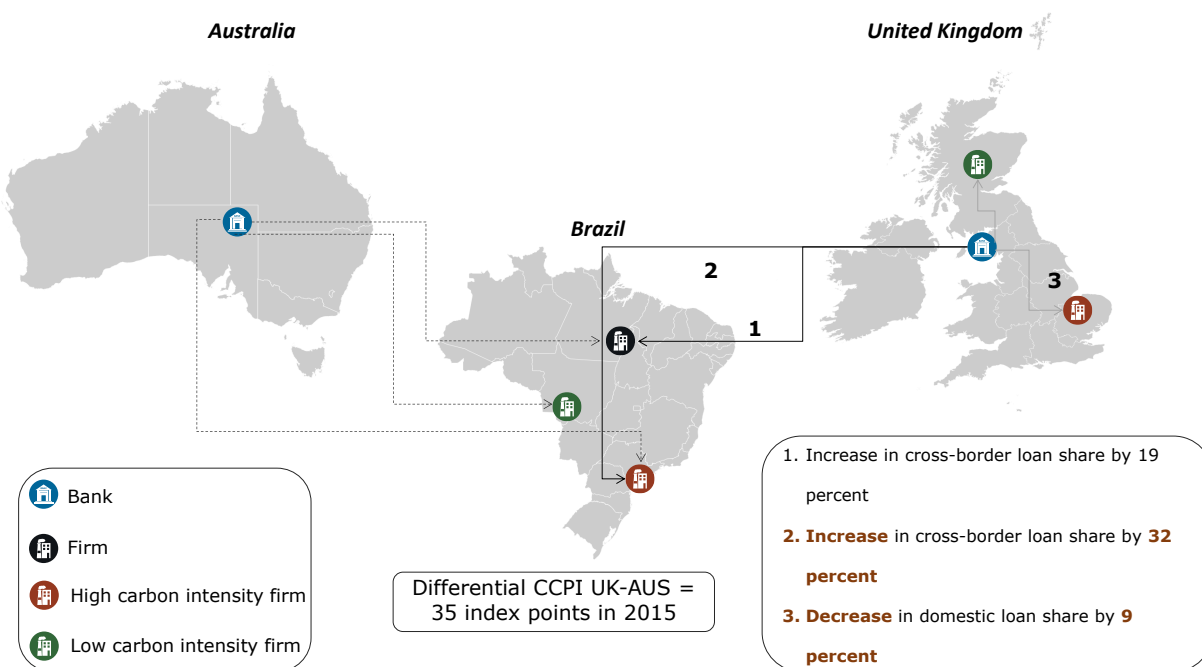 Australia
United Kingdom
Brazil
2
3
1
Bank
Firm
High carbon intensity firm
Low carbon intensity firm
Differential CCPI UK-AUS =
35 index points in 2015
1. Increase in cross-border loan share by 19
percent
2. Increase in cross-border loan share by 32
percent
3. Decrease in domestic loan share by 9
percent